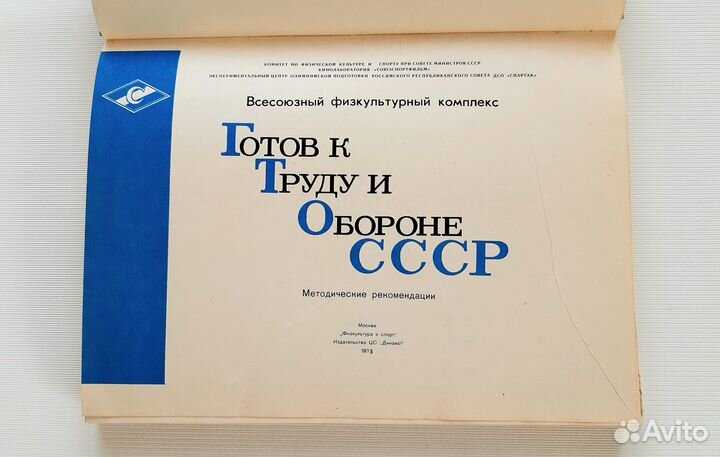 КОМИТЕТ ПО ФИЗИЧЕСКОЙ КУЛЬТУРЕ И СПОРТУ ПРИ СОВЕТЕ МИНИСТРОВ СССР
КИНОЛАБОРАТОРИЯ «СОЮЗСПОРТФИЛЬМ»
ЭКСПЕРИМЕНТАЛЬНЫЙ ЦЕНТР ОЛИМПИЙСКОЙ ПОДГОТОВКИ РОССИЙСКОГО РЕСПУБЛИКАНСКОГО СОВЕТА ДСО «СПАРТАК»
С
Всесоюзный физкультурный комплекс
ГОТОВ К
ТРУДУ И
ОБОРОНЕ
СССР
Методические рекомендации
Москва
„Физкультура и спорт"
Издательство ЦС „Динамо"
1978
Avito